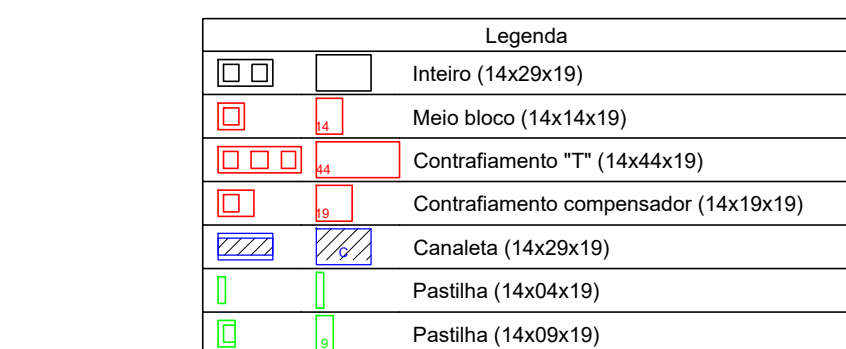 Legenda
Inteiro (14x29x19)
14 Meio bloco (14x14x19)
44 Contrafiamento "T" (14x44x19)
19 Contrafiamento compensador (14x19x19)
C Canaleta (14x29x19)
Pastilha (14x04x19)
9 Pastilha (14x09x19)